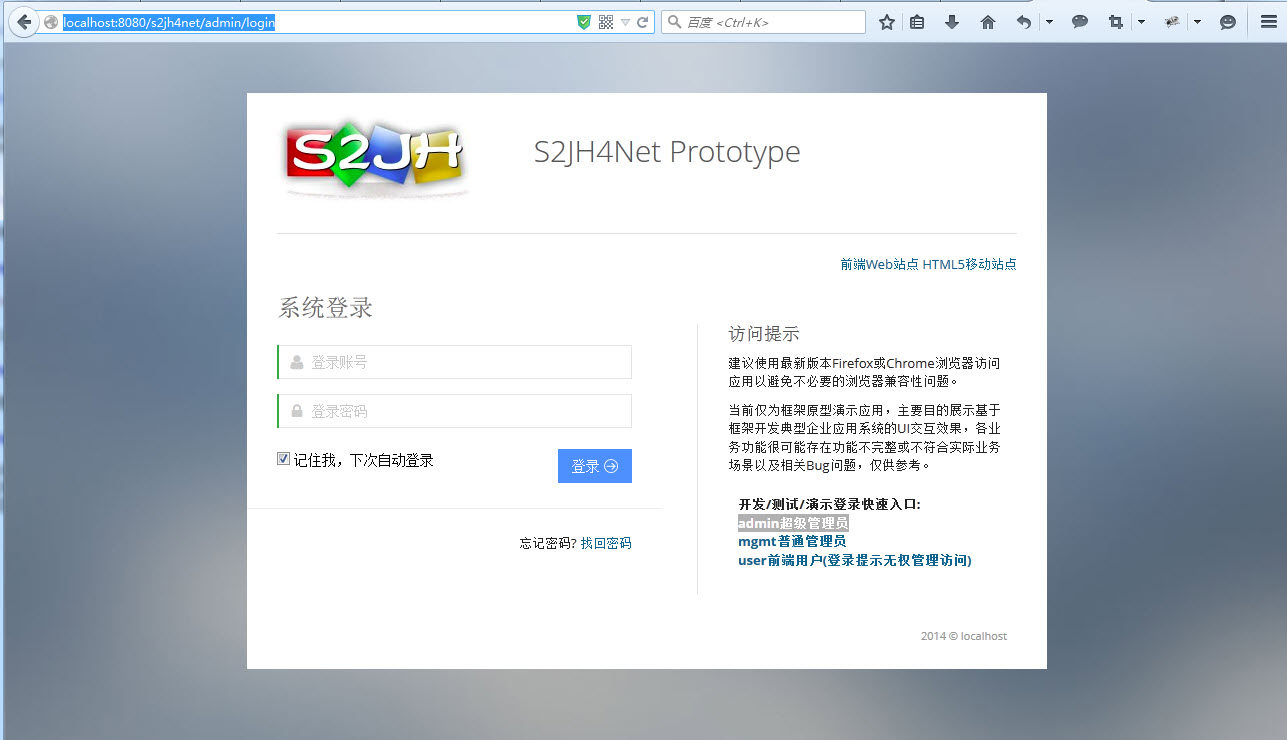 localhost:8080/s2jh4net/admin/login
百度 <Ctrl+K>
S2JH
S2JH4Net Prototype
前端Web站点 HTML5移动站点
系统登录
登录账号
登录密码
记住我，下次自动登录
登录
忘记密码? 找回密码
访问提示
建议使用最新版本Firefox或Chrome浏览器访问
应用以避免不必要的浏览器兼容性问题。
当前仅为框架原型演示应用，主要目的展示基于
框架开发典型企业应用系统的UI交互效果，各业
务功能很可能存在功能不完整或不符合实际业务
场景以及相关Bug问题，仅供参考。
开发/测试/演示登录快速入口:
admin超级管理员
mgmt普通管理员
user前端用户(登录提示无权管理访问)
2014 © localhost